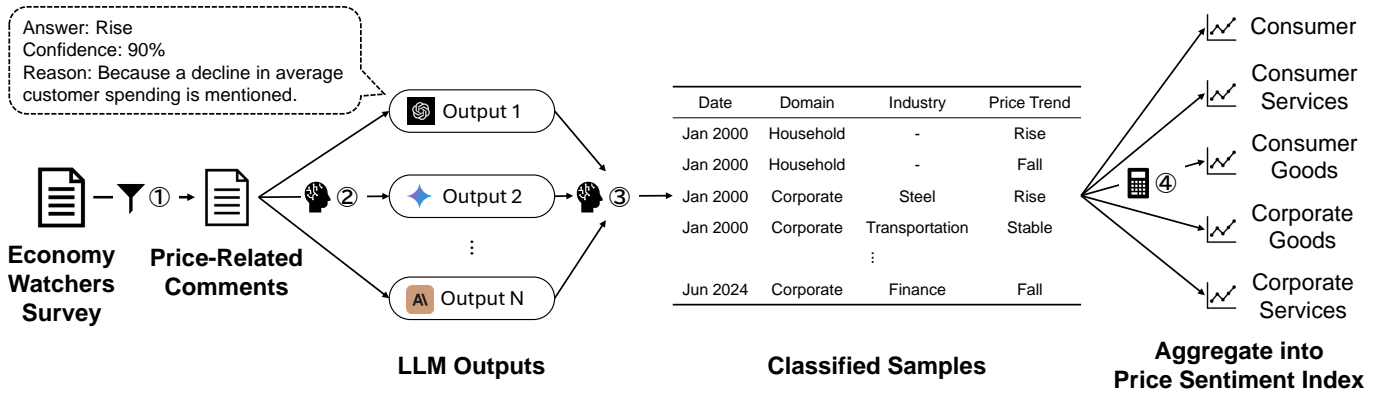 Answer: Rise
Confidence: 90%
Reason: Because a decline in average
customer spending is mentioned.
Economy
Watchers
Survey
①
Price-Related
Comments
②
Output 1
Output 2
⋮
Output N
LLM Outputs
③
Date Domain Industry Price Trend
Jan 2000 Household - Rise
Jan 2000 Household - Fall
Jan 2000 Corporate Steel Rise
Jan 2000 Corporate Transportation Stable
⋮
Jun 2024 Corporate Finance Fall
Classified Samples
④
Consumer
Consumer
Services
Consumer
Goods
Corporate
Goods
Corporate
Services
Aggregate into
Price Sentiment Index